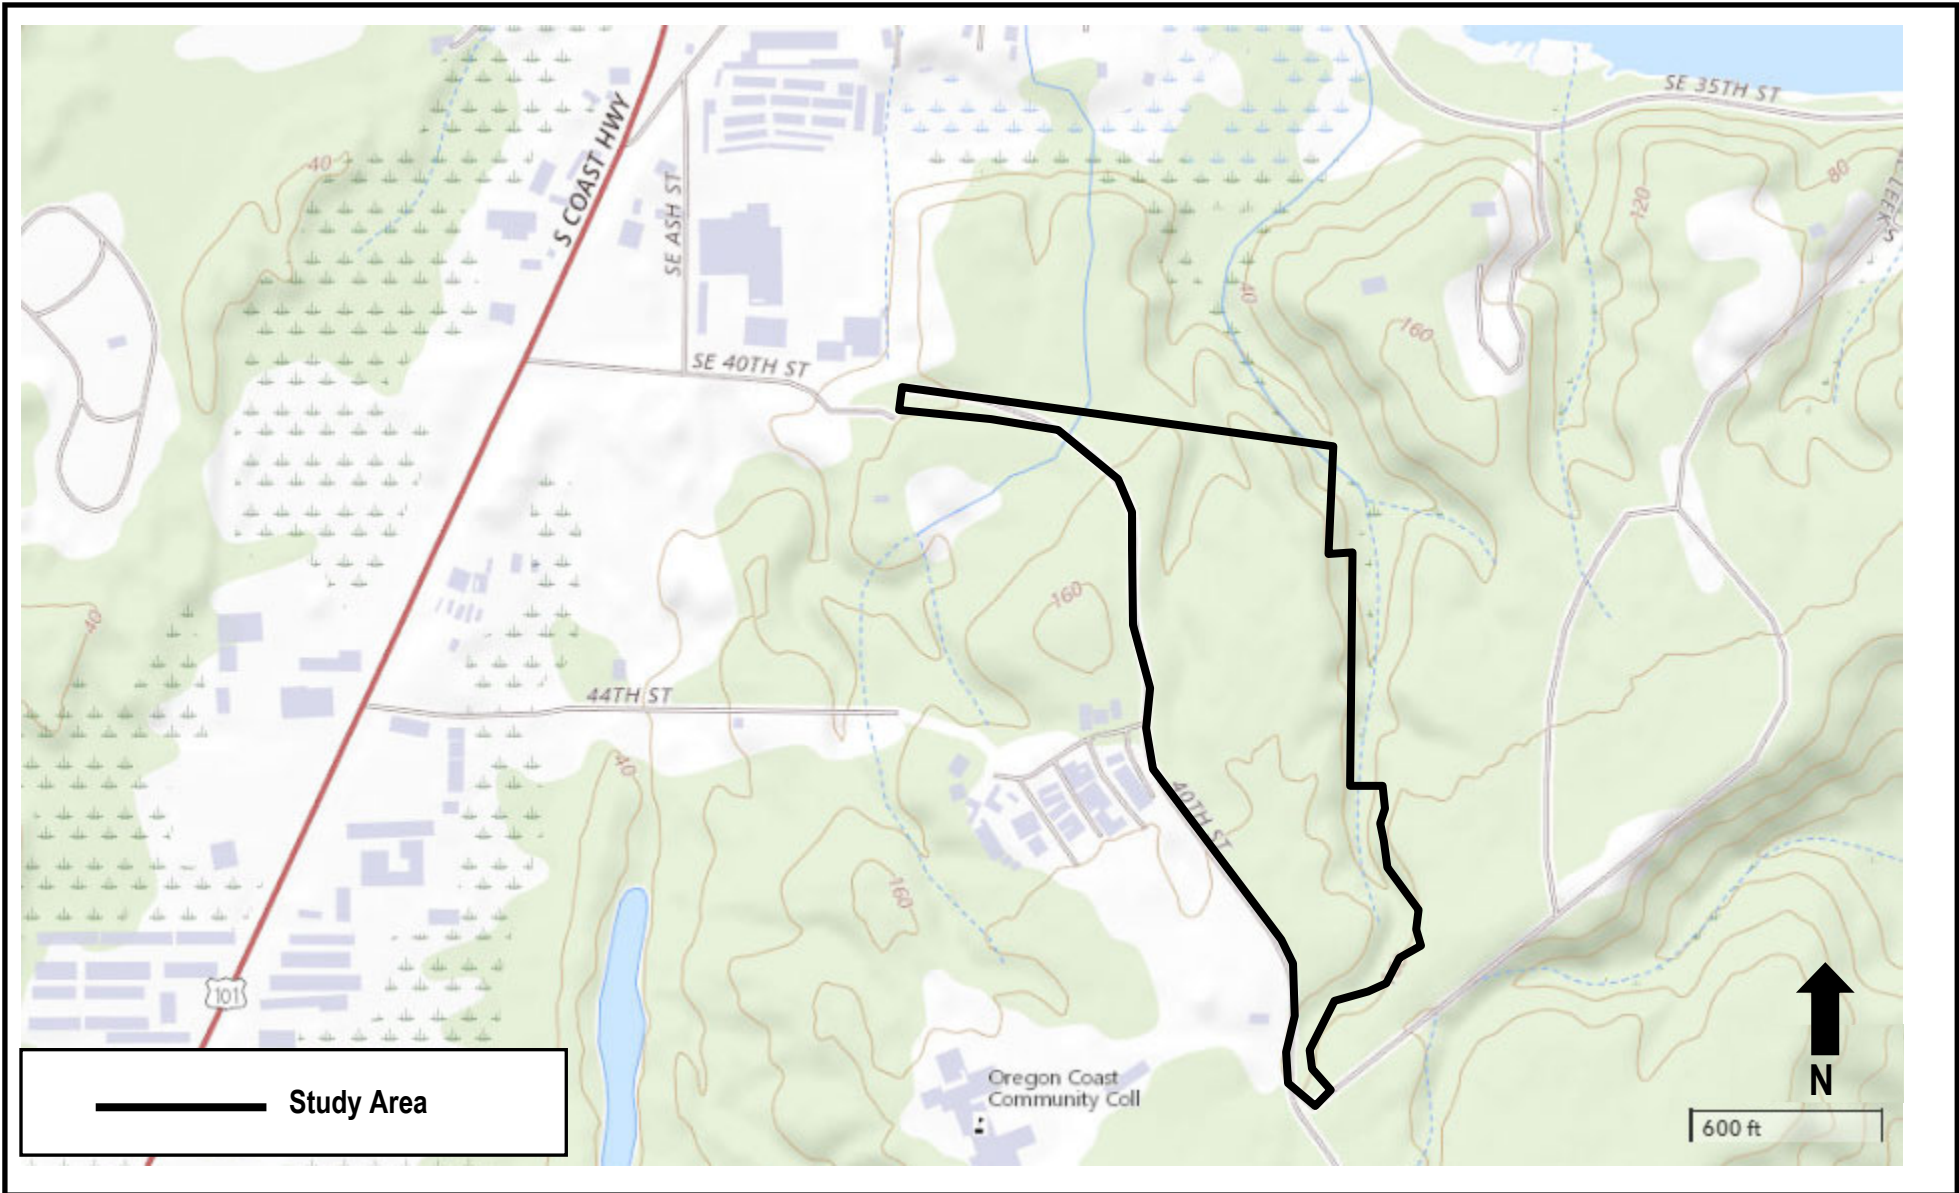 SE 35TH ST
S COAST HWY
40
80
120
SE ASH ST
40
160
SE 40TH ST
160
40
44TH ST
40
40TH ST
160
101
Oregon Coast
Community Coll
Study Area
N
600 ft